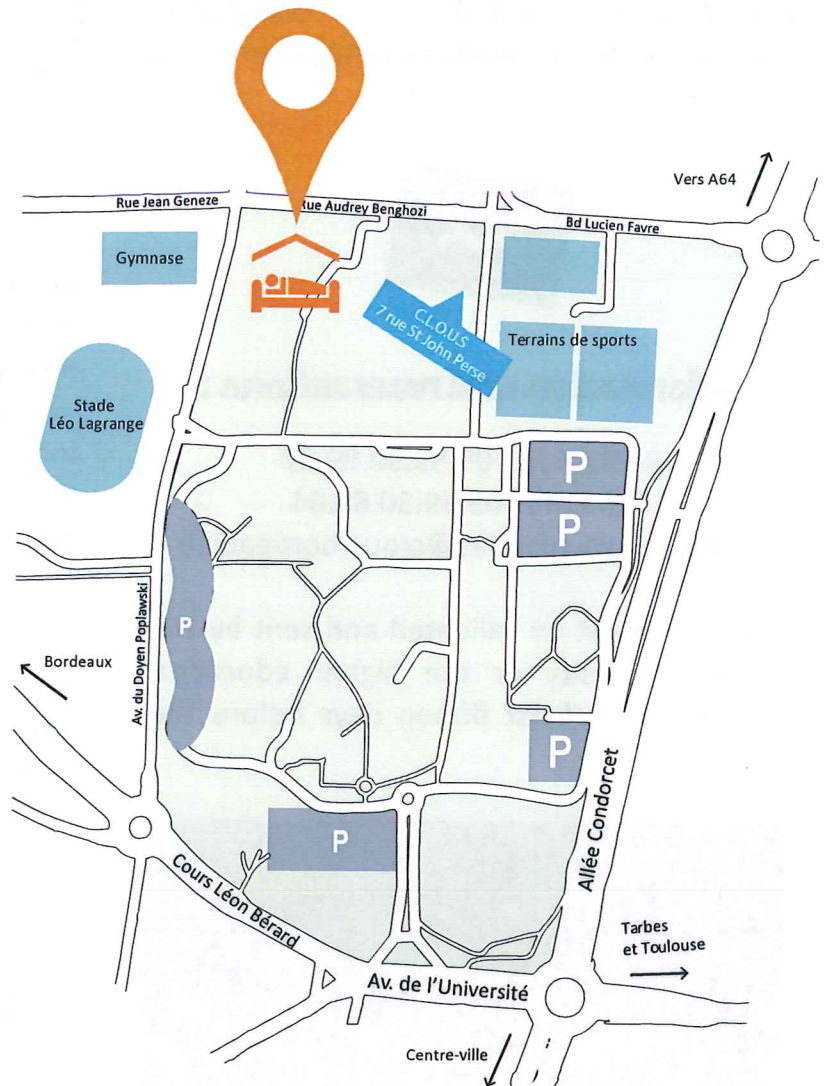 Vers A64
Rue Jean Geneze
Rue Audrey Benghozi
Bd Lucien Favre
Gymnase
C.L.O.U.S
7 rue St John Perse
Terrains de sports
Stade
Léo Lagrange
P
P
P
Av. du Doyen Poplawski
Bordeaux
P
P
Allée Condorcet
Cours Léon Bérard
Tarbes
et Toulouse
Av. de l'Université
Centre-ville